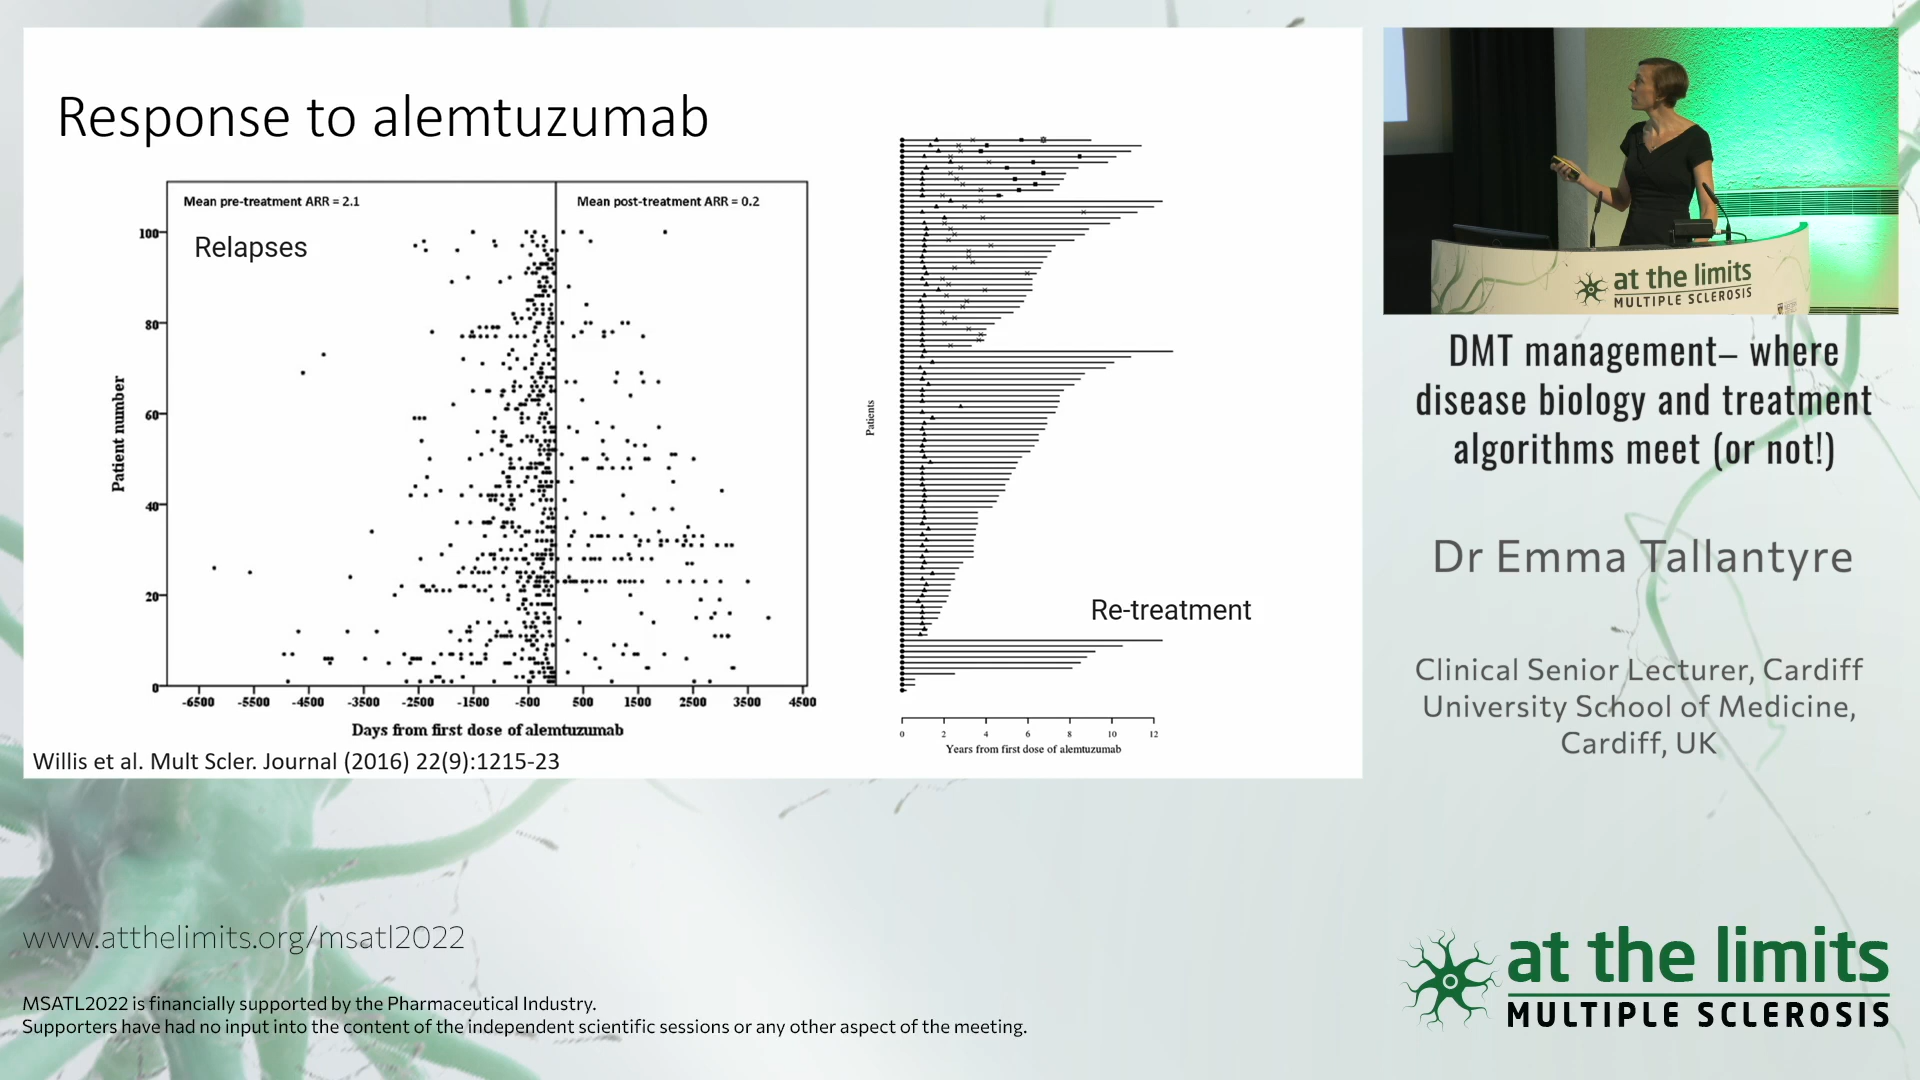 Response to alemtuzumab
Mean pre-treatment ARR = 2.1
Mean post-treatment ARR = 0.2
Relapses
Patient number
100
80
60
40
20
0
-6500 -5500 -4500 -3500 -2500 -1500 -500 500 1500 2500 3500 4500
Days from first dose of alemtuzumab
Willis et al. Mult Scler. Journal (2016) 22(9):1215-23
Patients
Re-treatment
0 2 4 6 8 10 12
Years from first dose of alemtuzumab
at the limits
MULTIPLE SCLEROSIS
DMT management– where
disease biology and treatment
algorithms meet (or not!)
Dr Emma Tallantyre
Clinical Senior Lecturer, Cardiff
University School of Medicine,
Cardiff, UK
www.atthelimits.org/msatl2022
MSATL2022 is financially supported by the Pharmaceutical Industry.
Supporters have had no input into the content of the independent scientific sessions or any other aspect of the meeting.
at the limits
MULTIPLE SCLEROSIS